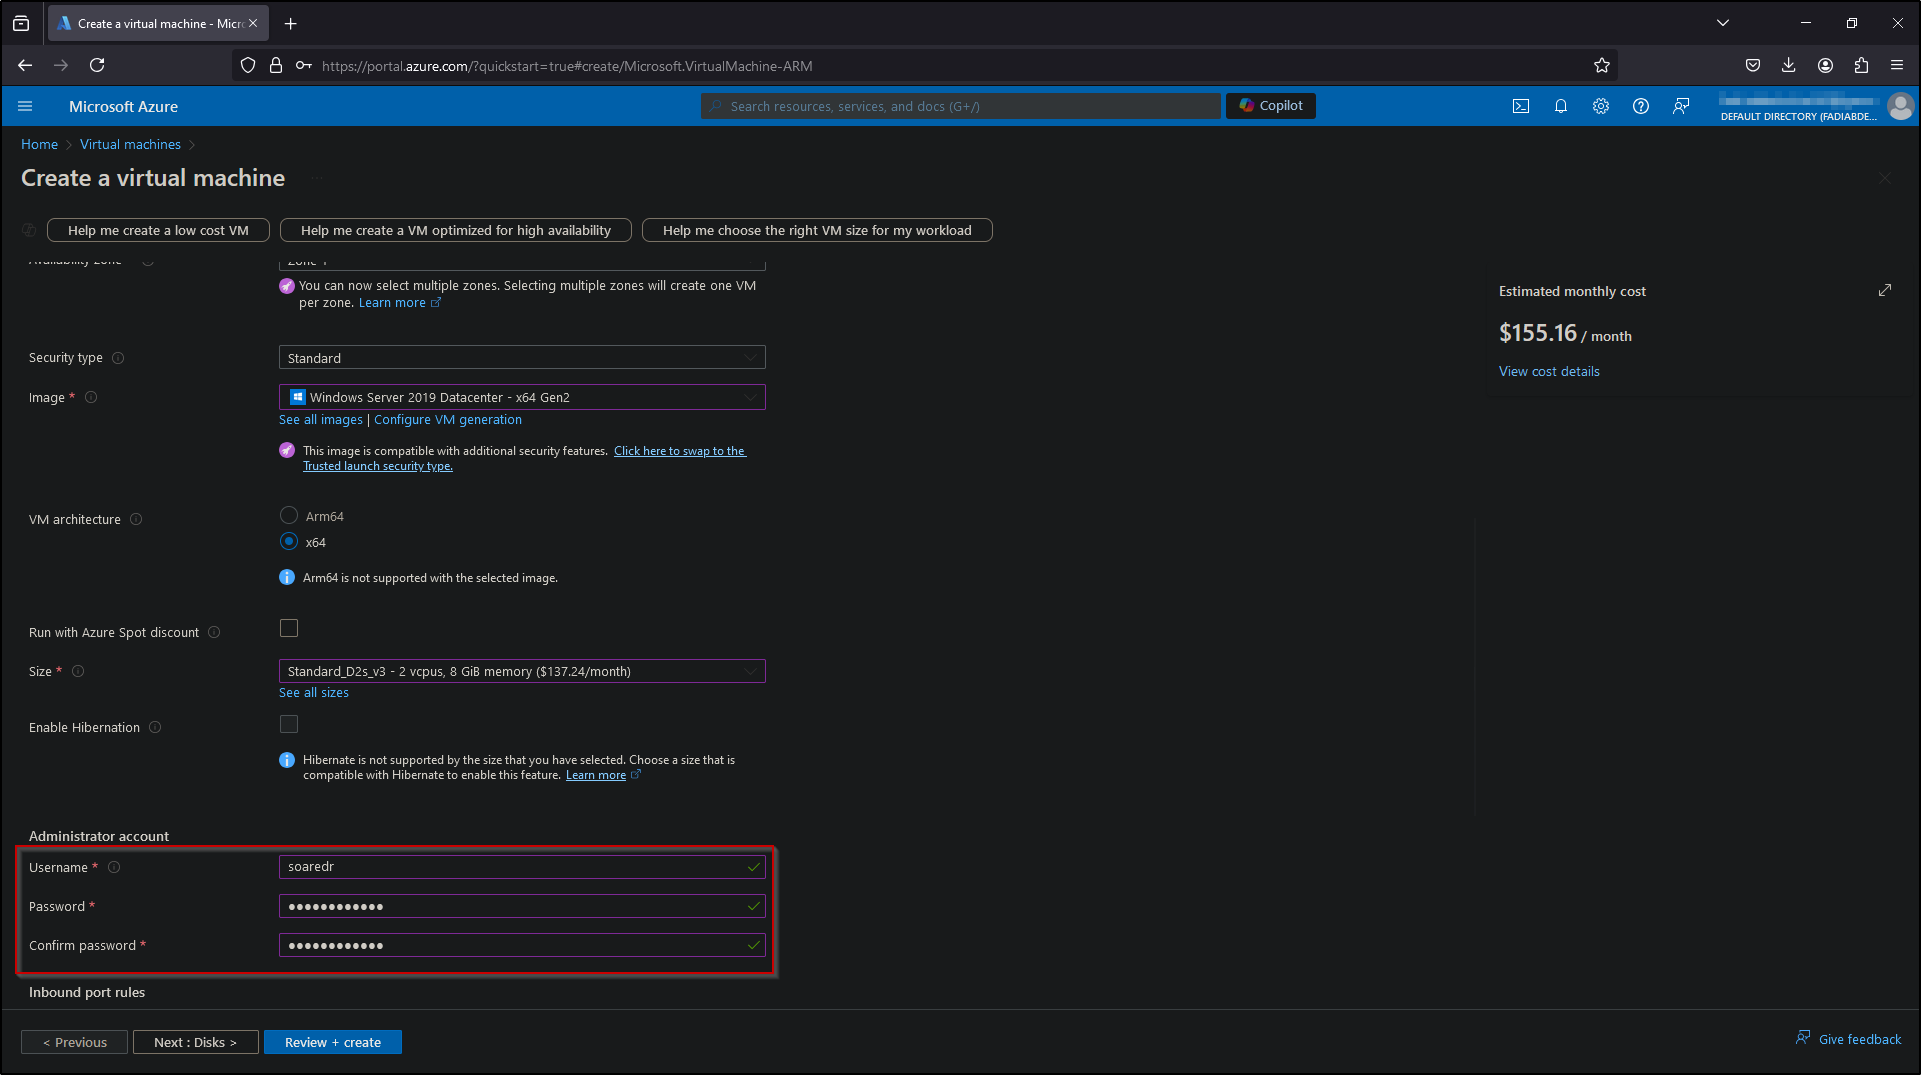 Create a virtual machine - Micr
https://portal.azure.com/?quickstart=true#create/Microsoft.VirtualMachine-ARM
Microsoft Azure
Search resources, services, and docs (G+/)
Copilot
DEFAULT DIRECTORY (FADIABDE...
Home > Virtual machines >
Create a virtual machine ...
Help me create a low cost VM
Help me create a VM optimized for high availability
Help me choose the right VM size for my workload
Availability zone
Zone 1
You can now select multiple zones. Selecting multiple zones will create one VM
per zone. Learn more
Estimated monthly cost
$155.16 / month
View cost details
Security type
Standard
Image *
Windows Server 2019 Datacenter - x64 Gen2
See all images | Configure VM generation
This image is compatible with additional security features. Click here to swap to the
Trusted launch security type.
VM architecture
Arm64
x64
Arm64 is not supported with the selected image.
Run with Azure Spot discount
Size *
Standard_D2s_v3 - 2 vcpus, 8 GiB memory ($137.24/month)
See all sizes
Enable Hibernation
Hibernate is not supported by the size that you have selected. Choose a size that is
compatible with Hibernate to enable this feature. Learn more
Administrator account
Username *
soaredr
Password *
●●●●●●●●●●●●
Confirm password *
●●●●●●●●●●●●
Inbound port rules
< Previous
Next : Disks >
Review + create
Give feedback